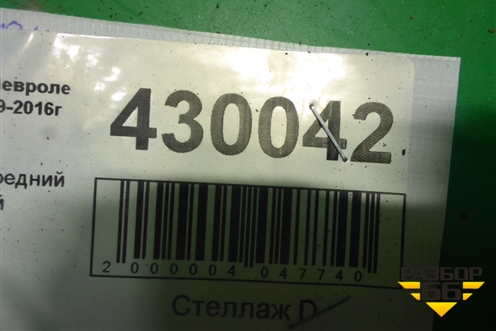 евроле
9-2016г
430042
редний
й
2 000004 047740
Стеллаж D
РАЗБОР
66